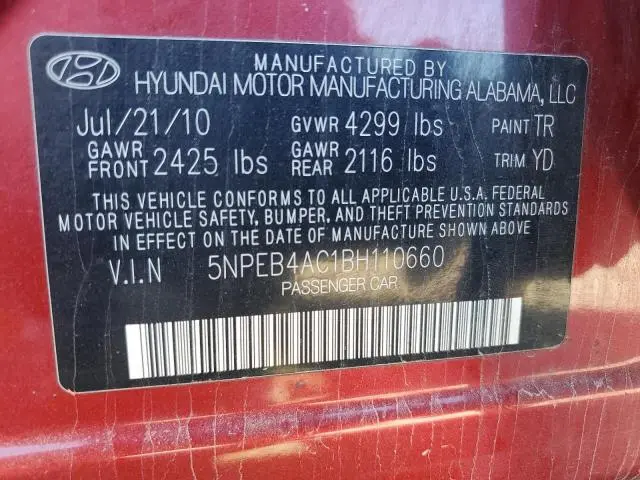 MANUFACTURED BY
HYUNDAI MOTOR MANUFACTURING ALABAMA, LLC
Jul/21/10 GVWR 4299 lbs PAINT TR
GAWR FRONT 2425 lbs GAWR REAR 2116 lbs TRIM YD
THIS VEHICLE CONFORMS TO ALL APPLICABLE U.S.A. FEDERAL
MOTOR VEHICLE SAFETY, BUMPER, AND THEFT PREVENTION STANDARDS
IN EFFECT ON THE DATE OF MANUFACTURE SHOWN ABOVE
V.I.N 5NPEB4AC1BH110660
PASSENGER CAR